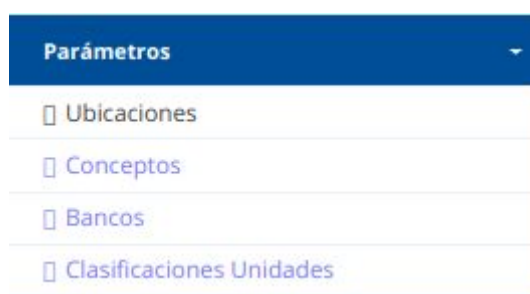 Parámetros
Ubicaciones
Conceptos
Bancos
Clasificaciones Unidades